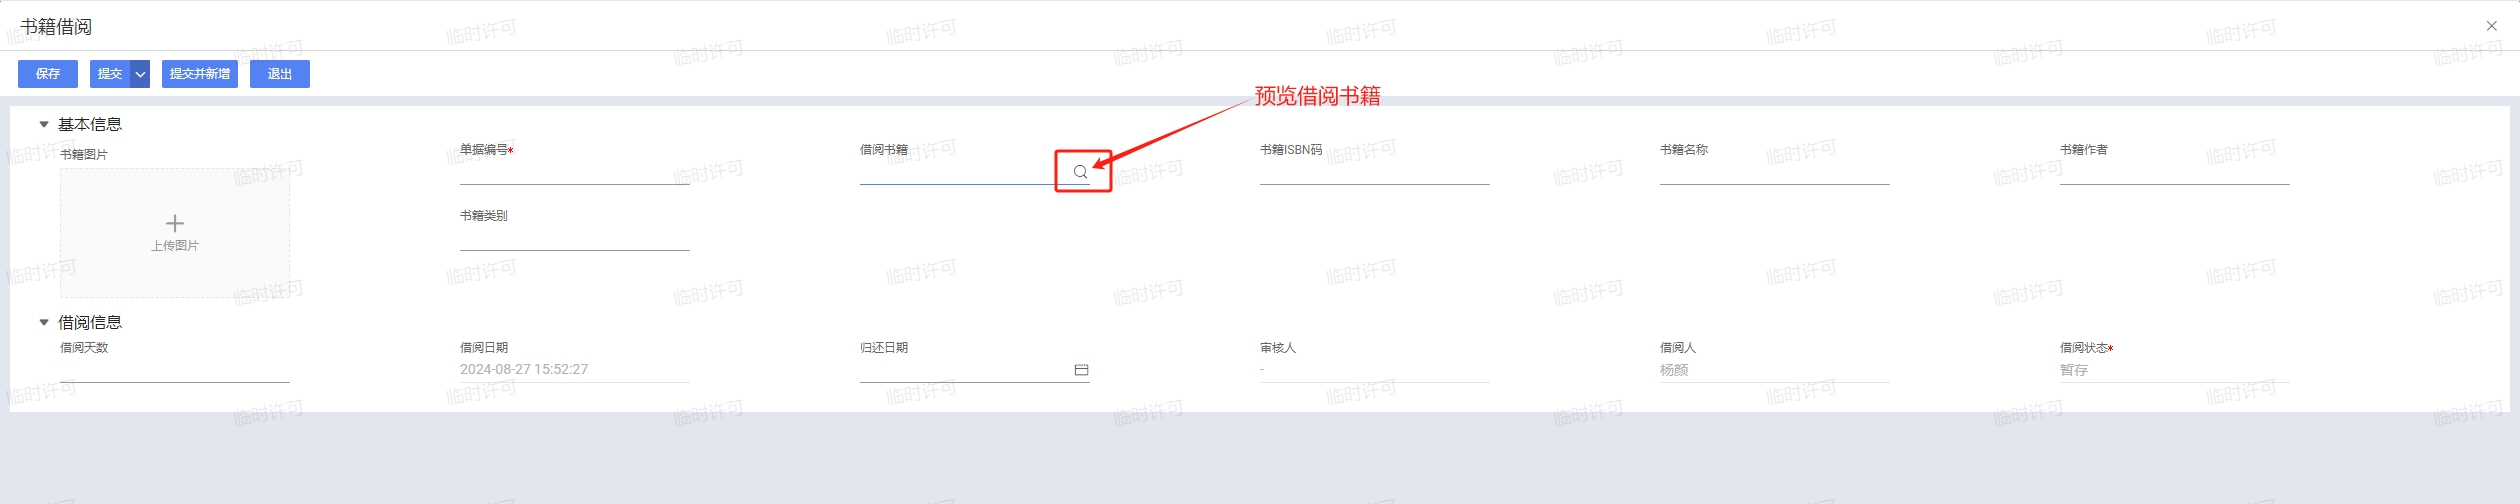 书籍借阅
保存
提交
提交并新增
退出
预览借阅书籍
基本信息
书籍图片
上传图片
单据编号*
借阅书籍
书籍ISBN码
书籍名称
书籍作者
书籍类别
借阅信息
借阅天数
借阅日期
2024-08-27 15:52:27
归还日期
审核人
-
借阅人
杨颜
借阅状态*
暂存
临时许可